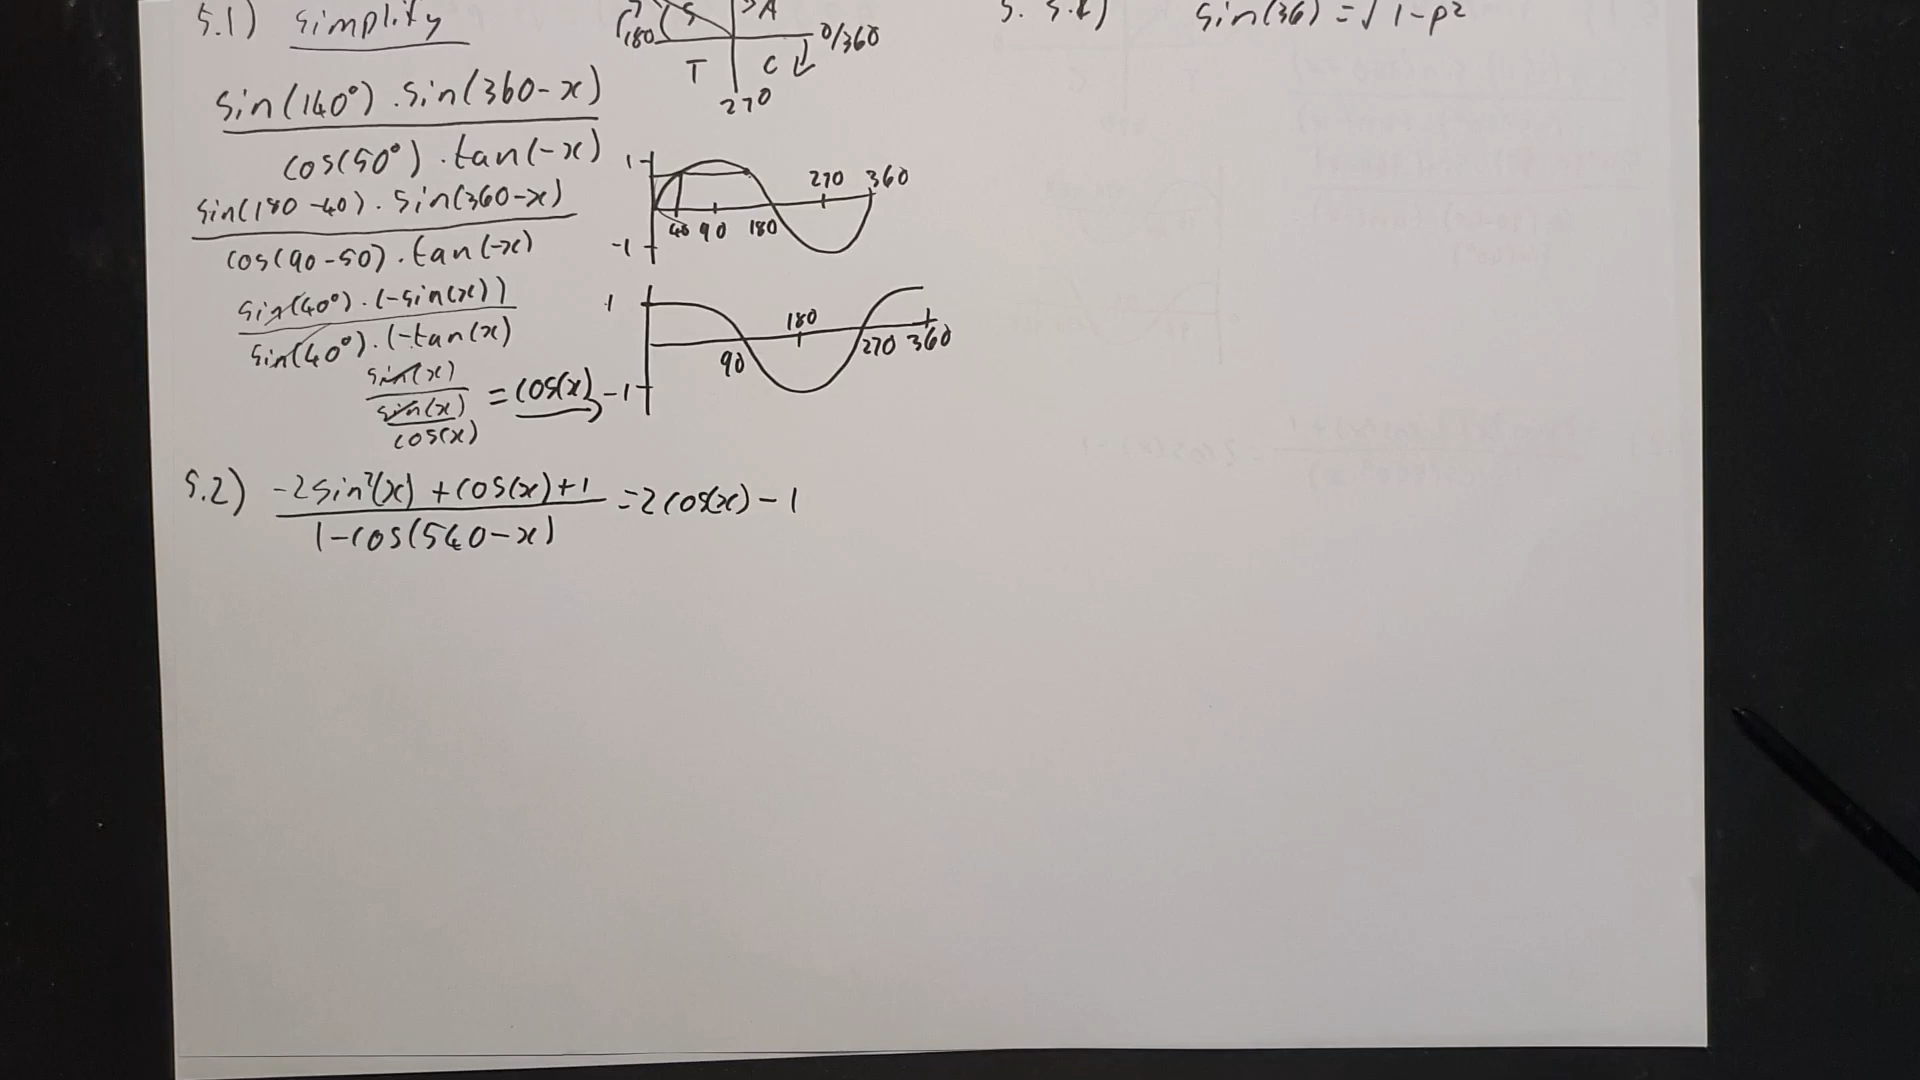 5.1) simplify
S A
180 0/360
T C
270
sin(140°) . sin(360-x)
cos(50°) . tan(-x)
sin(180-40) . sin(360-x)
cos(90-50) . tan(-x)
sin(40°) . (-sin(x))
sin(40°) . (-tan(x)
sin(x)
sin(x)
cos(x)
= cos(x)
1
270 360
40 90 180
-1
1
180
90 270 360
-1
5.2) -2sin²(x) + cos(x) + 1
1 - cos(540-x)
= 2cos(x) - 1
sin(36) = √1-p²